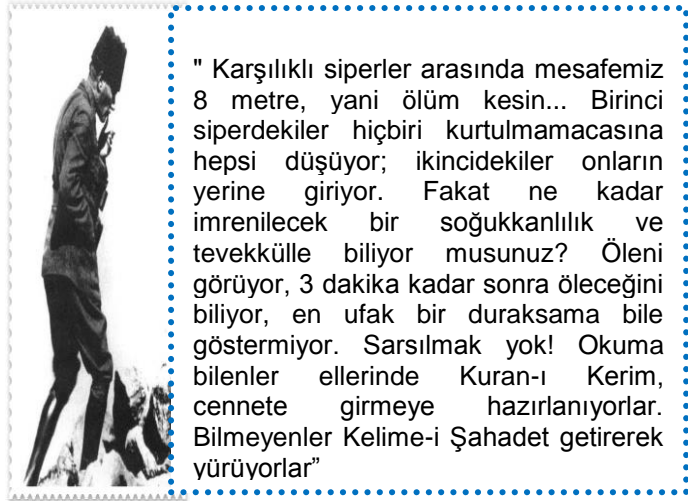 " Karşılıklı siperler arasında mesafemiz
8 metre, yani ölüm kesin... Birinci
siperdekiler hiçbiri kurtulmamacasına
hepsi düşüyor; ikincidekiler onların
yerine giriyor. Fakat ne kadar
imrenilecek bir soğukkanlılık ve
tevekkülle biliyor musunuz? Öleni
görüyor, 3 dakika kadar sonra öleceğini
biliyor, en ufak bir duraksama bile
göstermiyor. Sarsılmak yok! Okuma
bilenler ellerinde Kuran-ı Kerim,
cennete girmeye hazırlanıyorlar.
Bilmeyenler Kelime-i Şahadet getirerek
yürüyorlar”